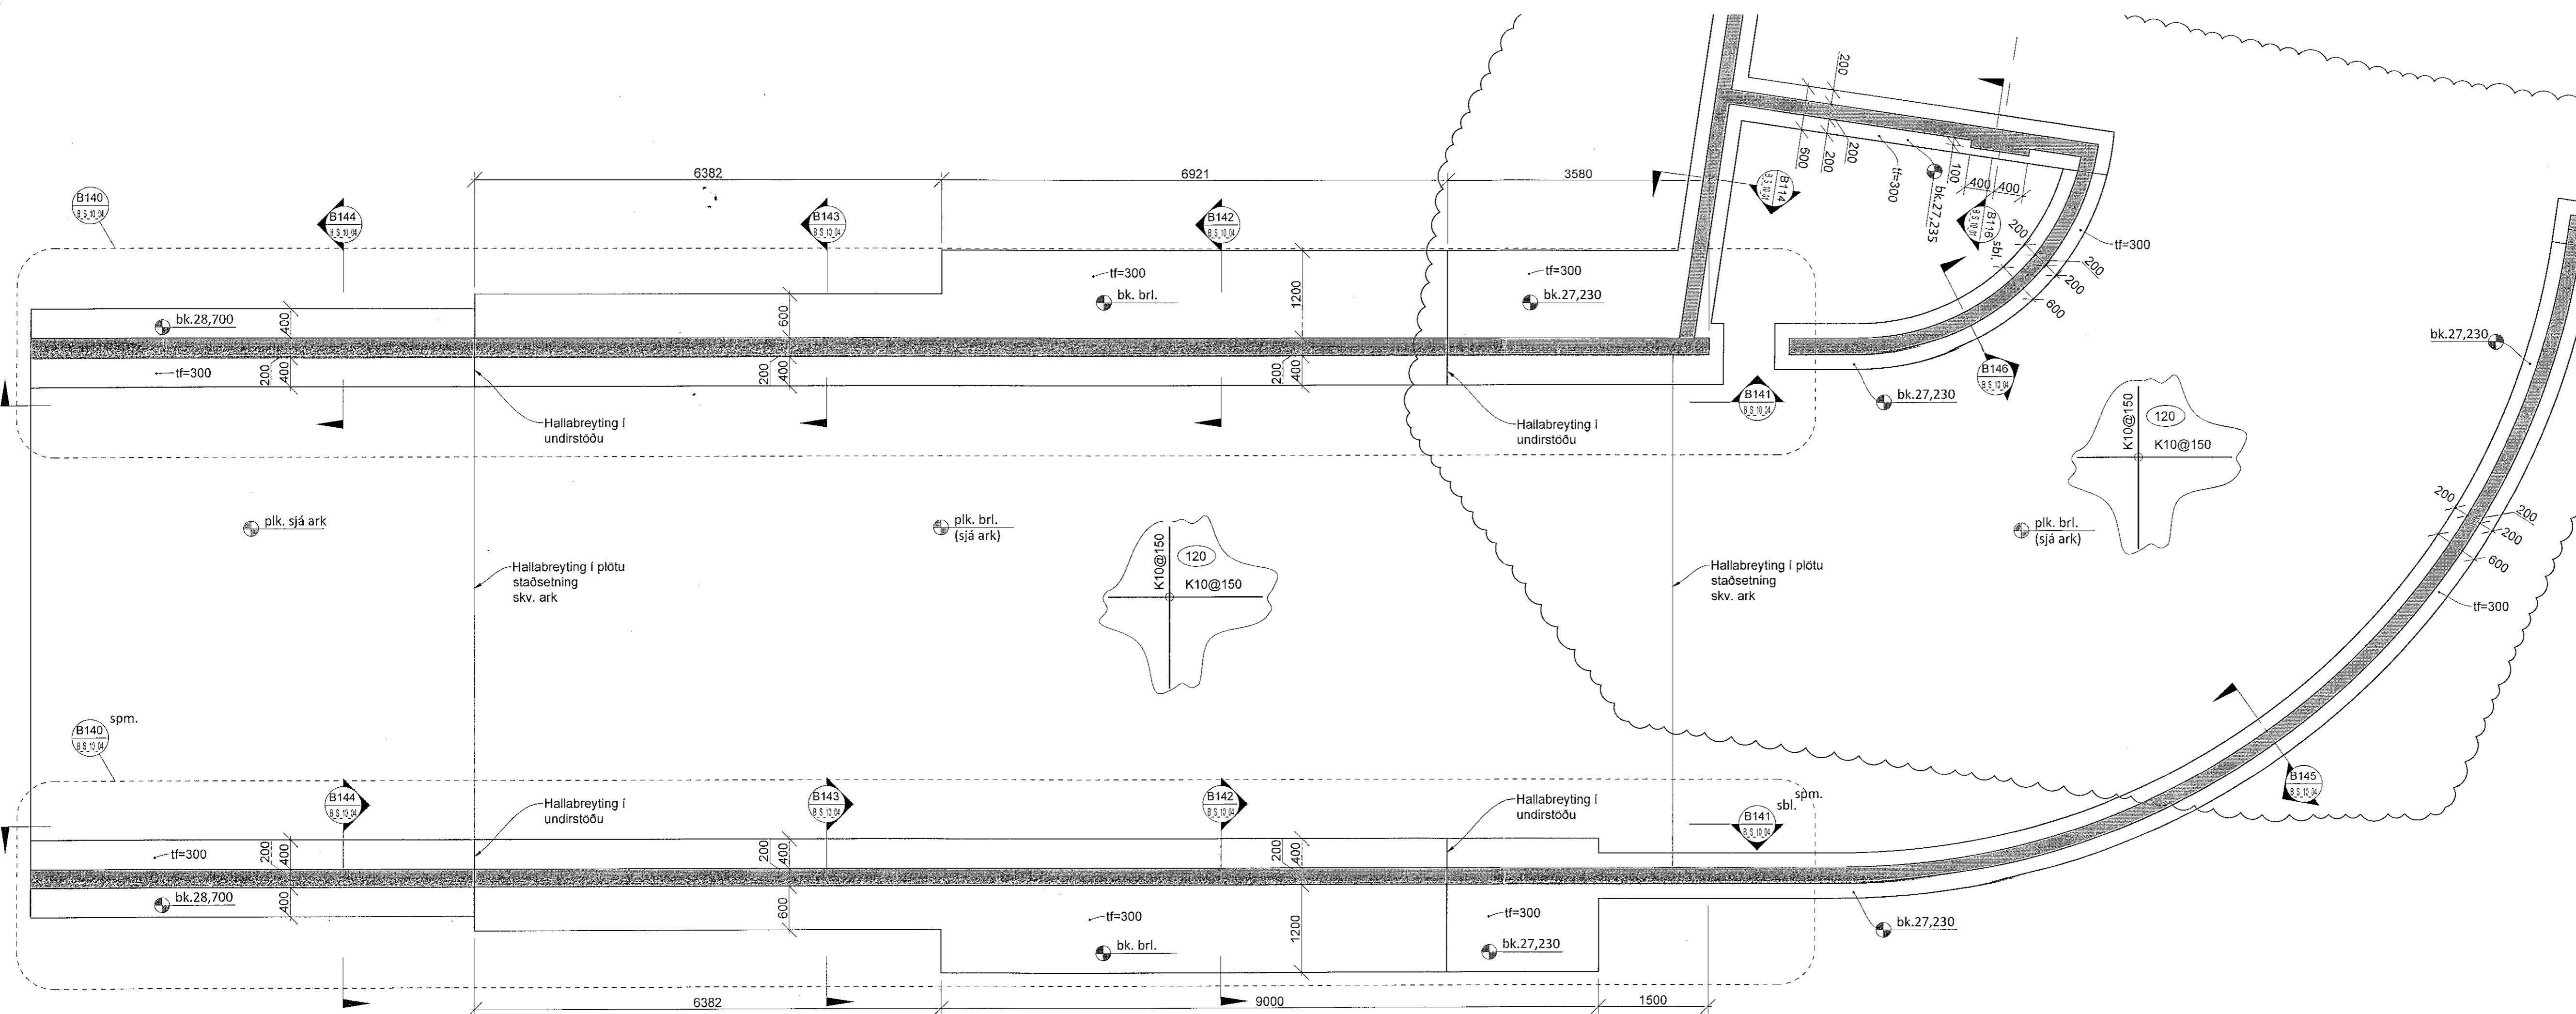 200
6382
6921
3580
600
200
200
tf=300
bk.27,235
100
400
400
B140
B_S_10_04
B144
B_S_10_04
B143
B_S_10_04
B142
B_S_10_04
B114
B_S_10_01
B116
B_S_10_01
sbl.
200
tf=300
200
200
600
tf=300
bk. brl.
1200
tf=300
bk.27,230
bk.28,700
400
600
tf=300
200
400
200
400
200
400
bk.27,230
B146
B_S_10_04
B141
B_S_10_04
bk.27,230
Hallabreyting í
undirstöðu
Hallabreyting í
undirstöðu
K10@150
120
K10@150
plk. sjá ark
plk. brl.
(sjá ark)
plk. brl.
(sjá ark)
200
200
200
600
tf=300
K10@150
120
K10@150
Hallabreyting í plötu
staðsetning
skv. ark
Hallabreyting í plötu
staðsetning
skv. ark
spm.
B140
B_S_10_04
B144
B_S_10_04
B143
B_S_10_04
B142
B_S_10_04
Hallabreyting í
undirstöðu
Hallabreyting í
undirstöðu
spm.
sbl.
B141
B_S_10_04
B145
B_S_10_04
tf=300
200
400
200
400
200
400
bk.28,700
400
600
tf=300
bk. brl.
1200
tf=300
bk.27,230
bk.27,230
6382
9000
1500